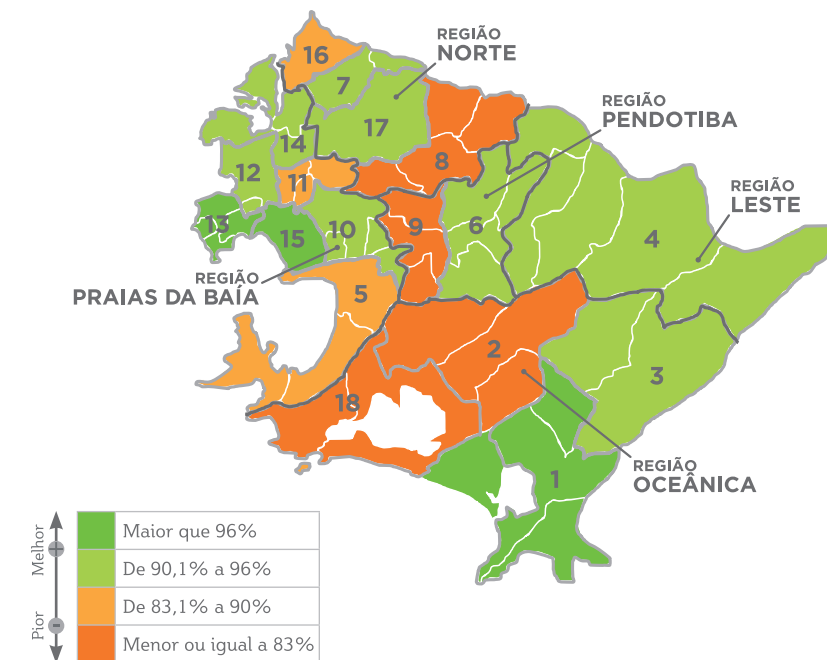 16
REGIÃO
NORTE
7
17
REGIÃO
PENDOTIBA
14
8
12
11
REGIÃO
LESTE
13
15
10
9
6
4
REGIÃO
PRAIAS DA BAÍA
5
2
3
18
REGIÃO
OCEÂNICA
1
Melhor
Pior
Maior que 96%
De 90,1% a 96%
De 83,1% a 90%
Menor ou igual a 83%